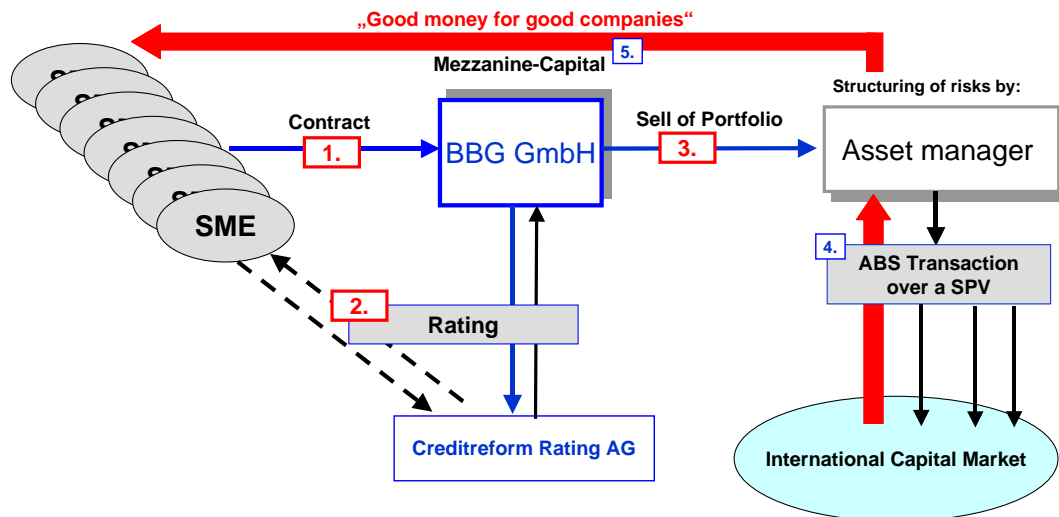 „Good money for good companies“
5.
Mezzanine-Capital
Structuring of risks by:
Contract
1.
BBG GmbH
Sell of Portfolio
3.
Asset manager
SME
4.
ABS Transaction
over a SPV
2.
Rating
Creditreform Rating AG
International Capital Market